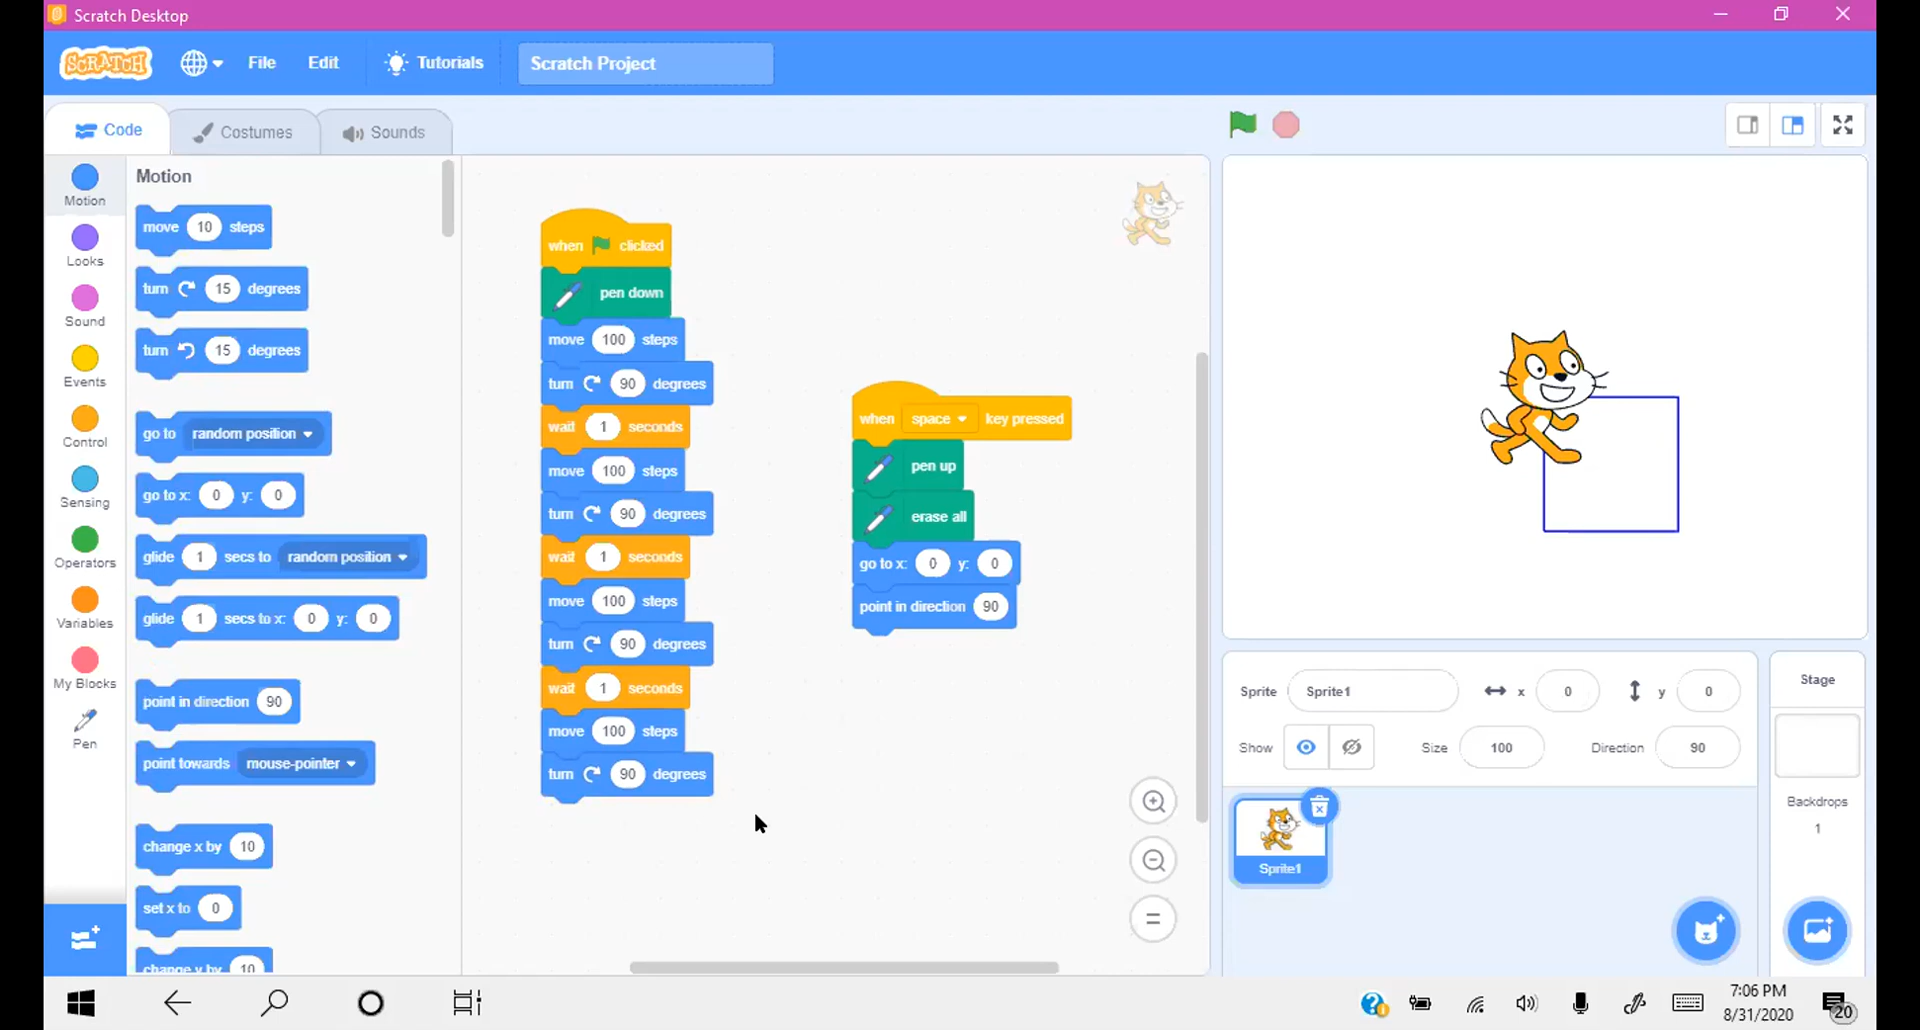 Scratch Desktop
SCRATCH
File
Edit
Tutorials
Scratch Project
Code
Costumes
Sounds
Motion
Looks
Sound
Events
Control
Sensing
Operators
Variables
My Blocks
Pen
Motion
move 10 steps
turn 15 degrees
turn 15 degrees
go to random position
go to x: 0 y: 0
glide 1 secs to random position
glide 1 secs to x: 0 y: 0
point in direction 90
point towards mouse-pointer
change x by 10
set x to 0
change y by 10
when clicked
pen down
move 100 steps
turn 90 degrees
wait 1 seconds
move 100 steps
turn 90 degrees
wait 1 seconds
move 100 steps
turn 90 degrees
wait 1 seconds
move 100 steps
turn 90 degrees
when space key pressed
pen up
erase all
go to x: 0 y: 0
point in direction 90
Sprite Sprite1 x 0 y 0
Show Size 100 Direction 90
Sprite1
Stage
Backdrops
1
7:06 PM
8/31/2020
20